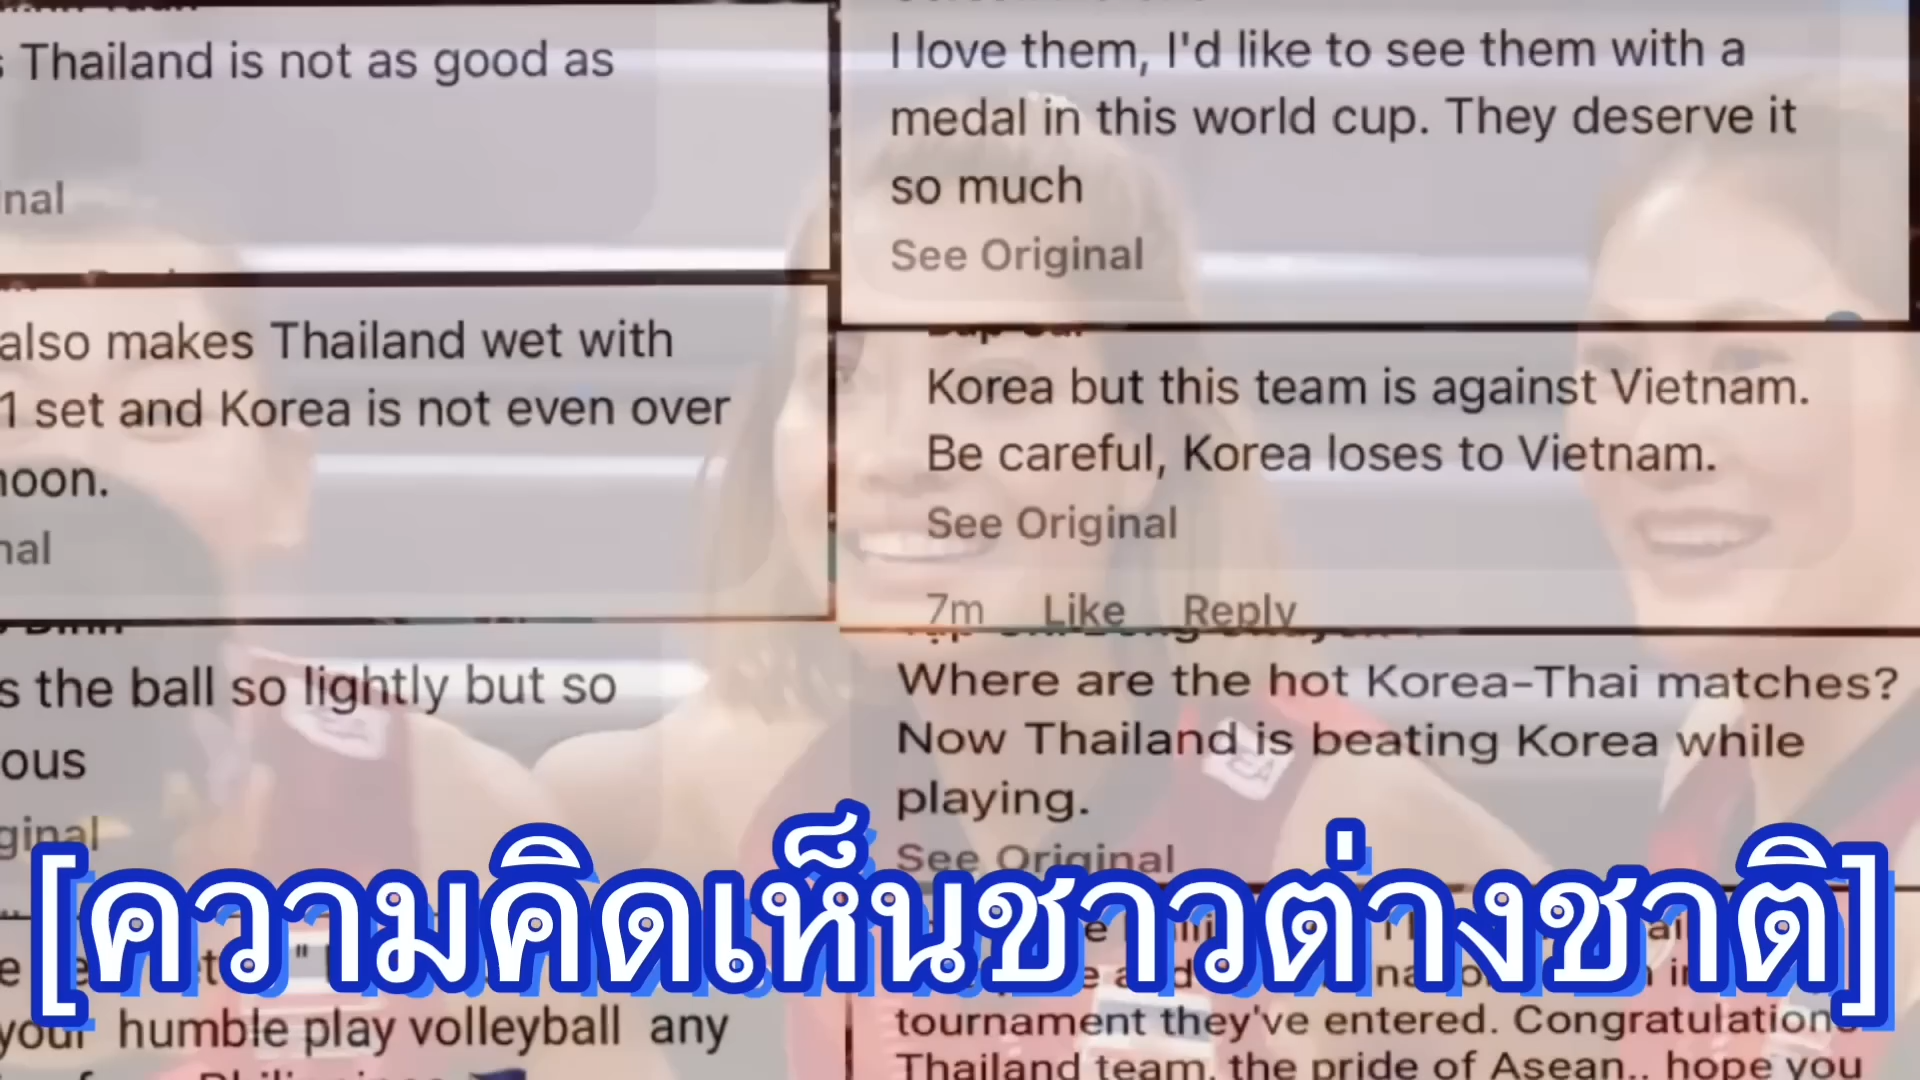 Thailand is not as good as
nal
also makes Thailand wet with
1 set and Korea is not even over
noon.
nal
s the ball so lightly but so
ous
ginal
your humble play volleyball any
Philippines
I love them, I'd like to see them with a
medal in this world cup. They deserve it
so much
See Original
Korea but this team is against Vietnam.
Be careful, Korea loses to Vietnam.
See Original
7m Like Reply
Where are the hot Korea-Thai matches?
Now Thailand is beating Korea while
playing.
See Original
tournament they've entered. Congratulations
Thailand team, the pride of Asean.. hope you
[ความคิดเห็นชาวต่างชาติ]